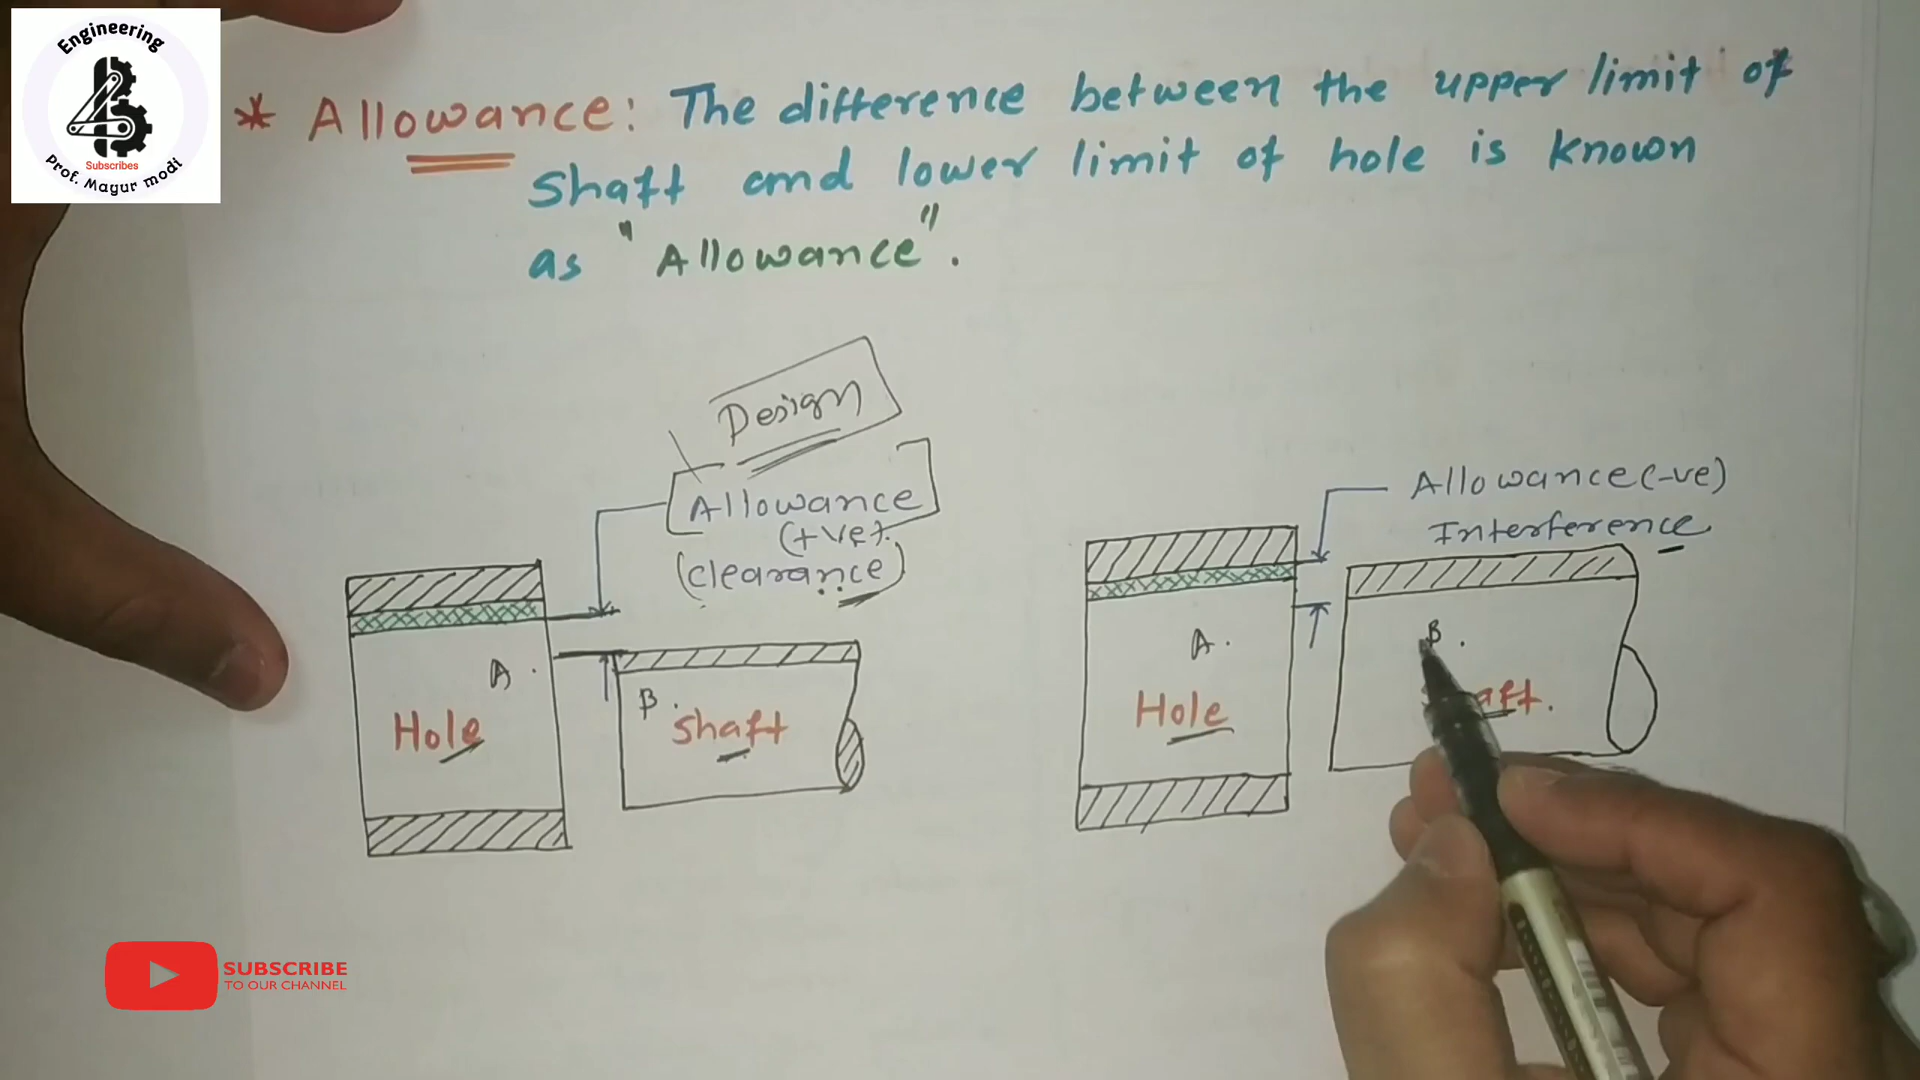 Engineering
Subscribes
Prof. Mayur modi
* Allowance: The difference between the upper limit of
shaft and lower limit of hole is known
as "Allowance".
Design
Allowance
(+ve)
(clearance)
A.
Hole
B.
shaft
Allowance (-ve)
Interference
A.
Hole
B.
SUBSCRIBE
TO OUR CHANNEL